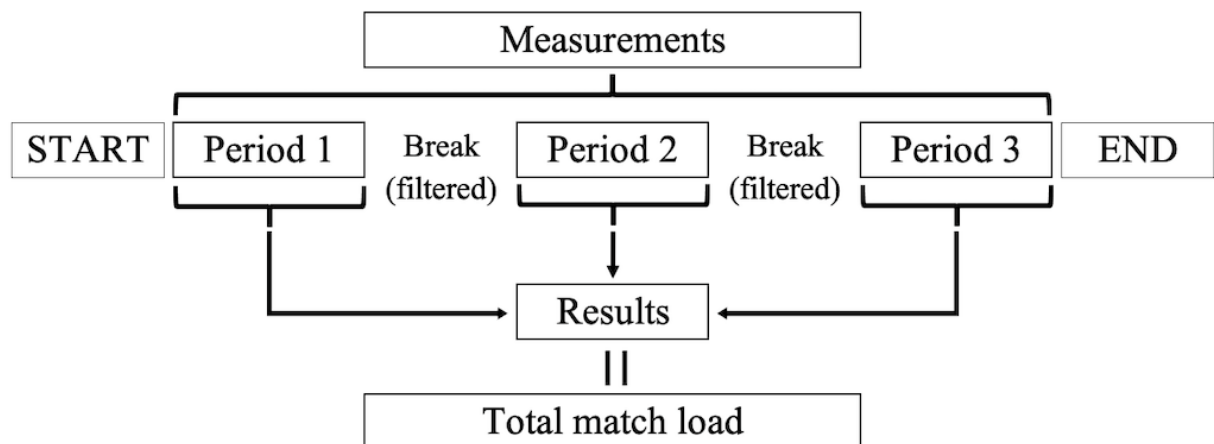 Measurements
START
Period 1
Break
(filtered)
Period 2
Break
(filtered)
Period 3
END
Results
Total match load